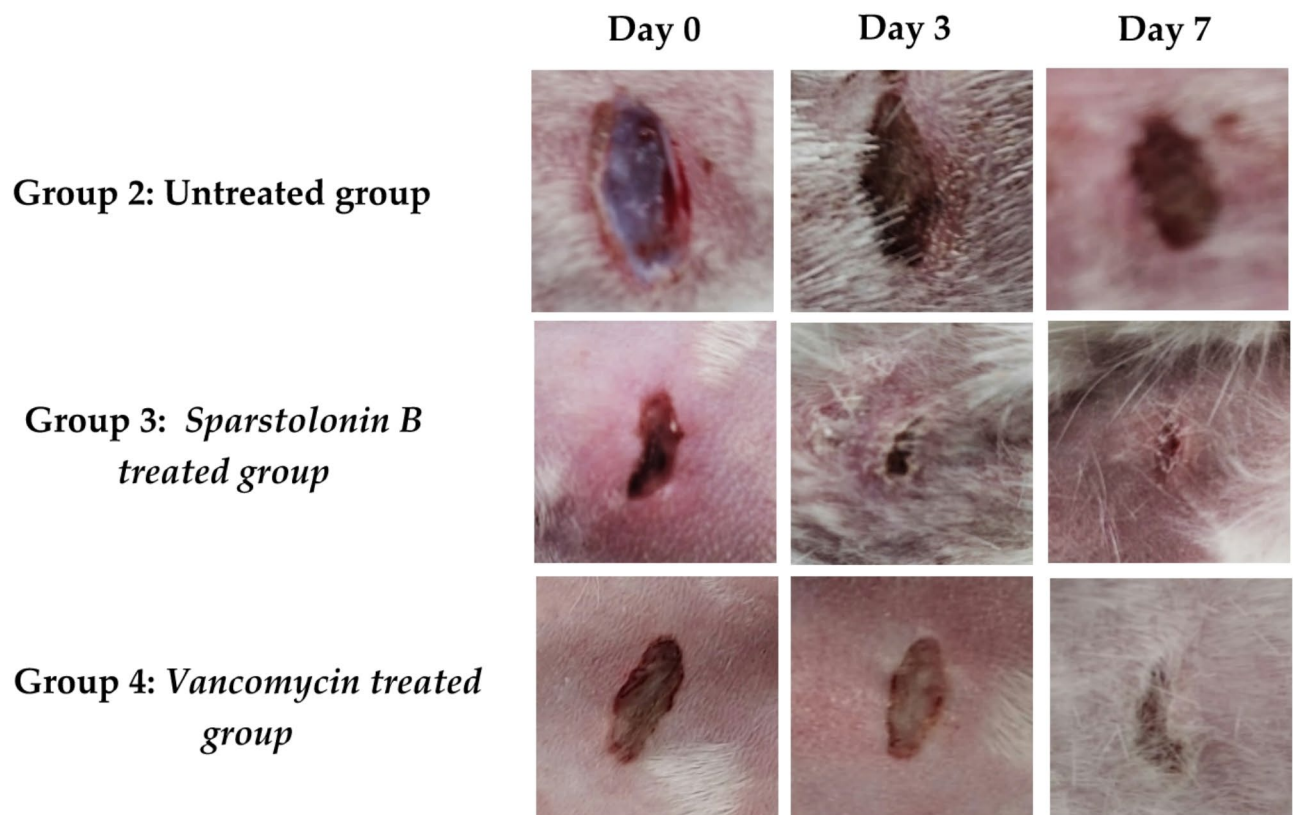 Day 0 Day 3 Day 7
Group 2: Untreated group
Group 3: Sparstolonin B
treated group
Group 4: Vancomycin treated
group